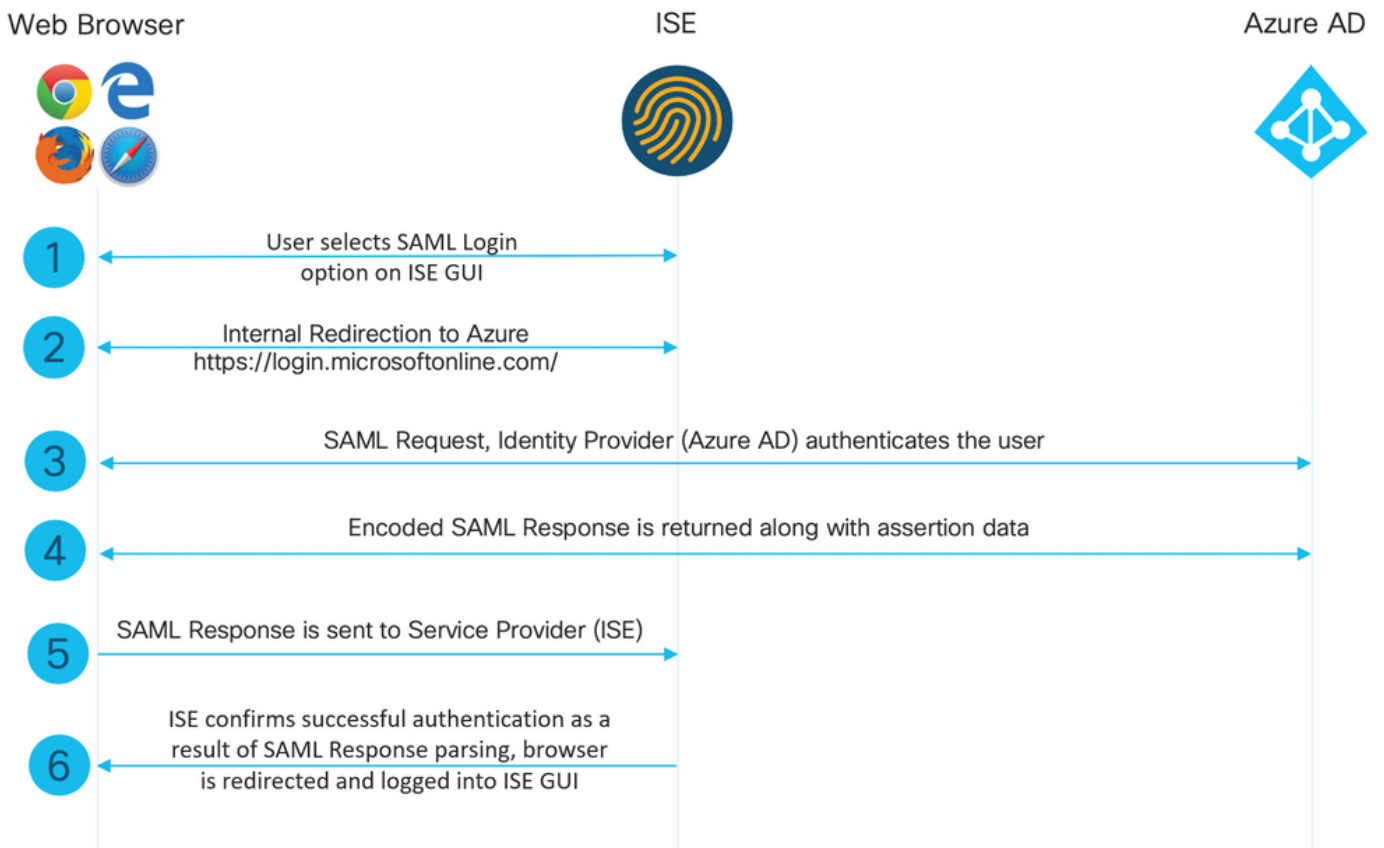 Web Browser
ISE
Azure AD
1
User selects SAML Login
option on ISE GUI
2
Internal Redirection to Azure
https://login.microsoftonline.com/
3
SAML Request, Identity Provider (Azure AD) authenticates the user
4
Encoded SAML Response is returned along with assertion data
5
SAML Response is sent to Service Provider (ISE)
6
ISE confirms successful authentication as a
result of SAML Response parsing, browser
is redirected and logged into ISE GUI